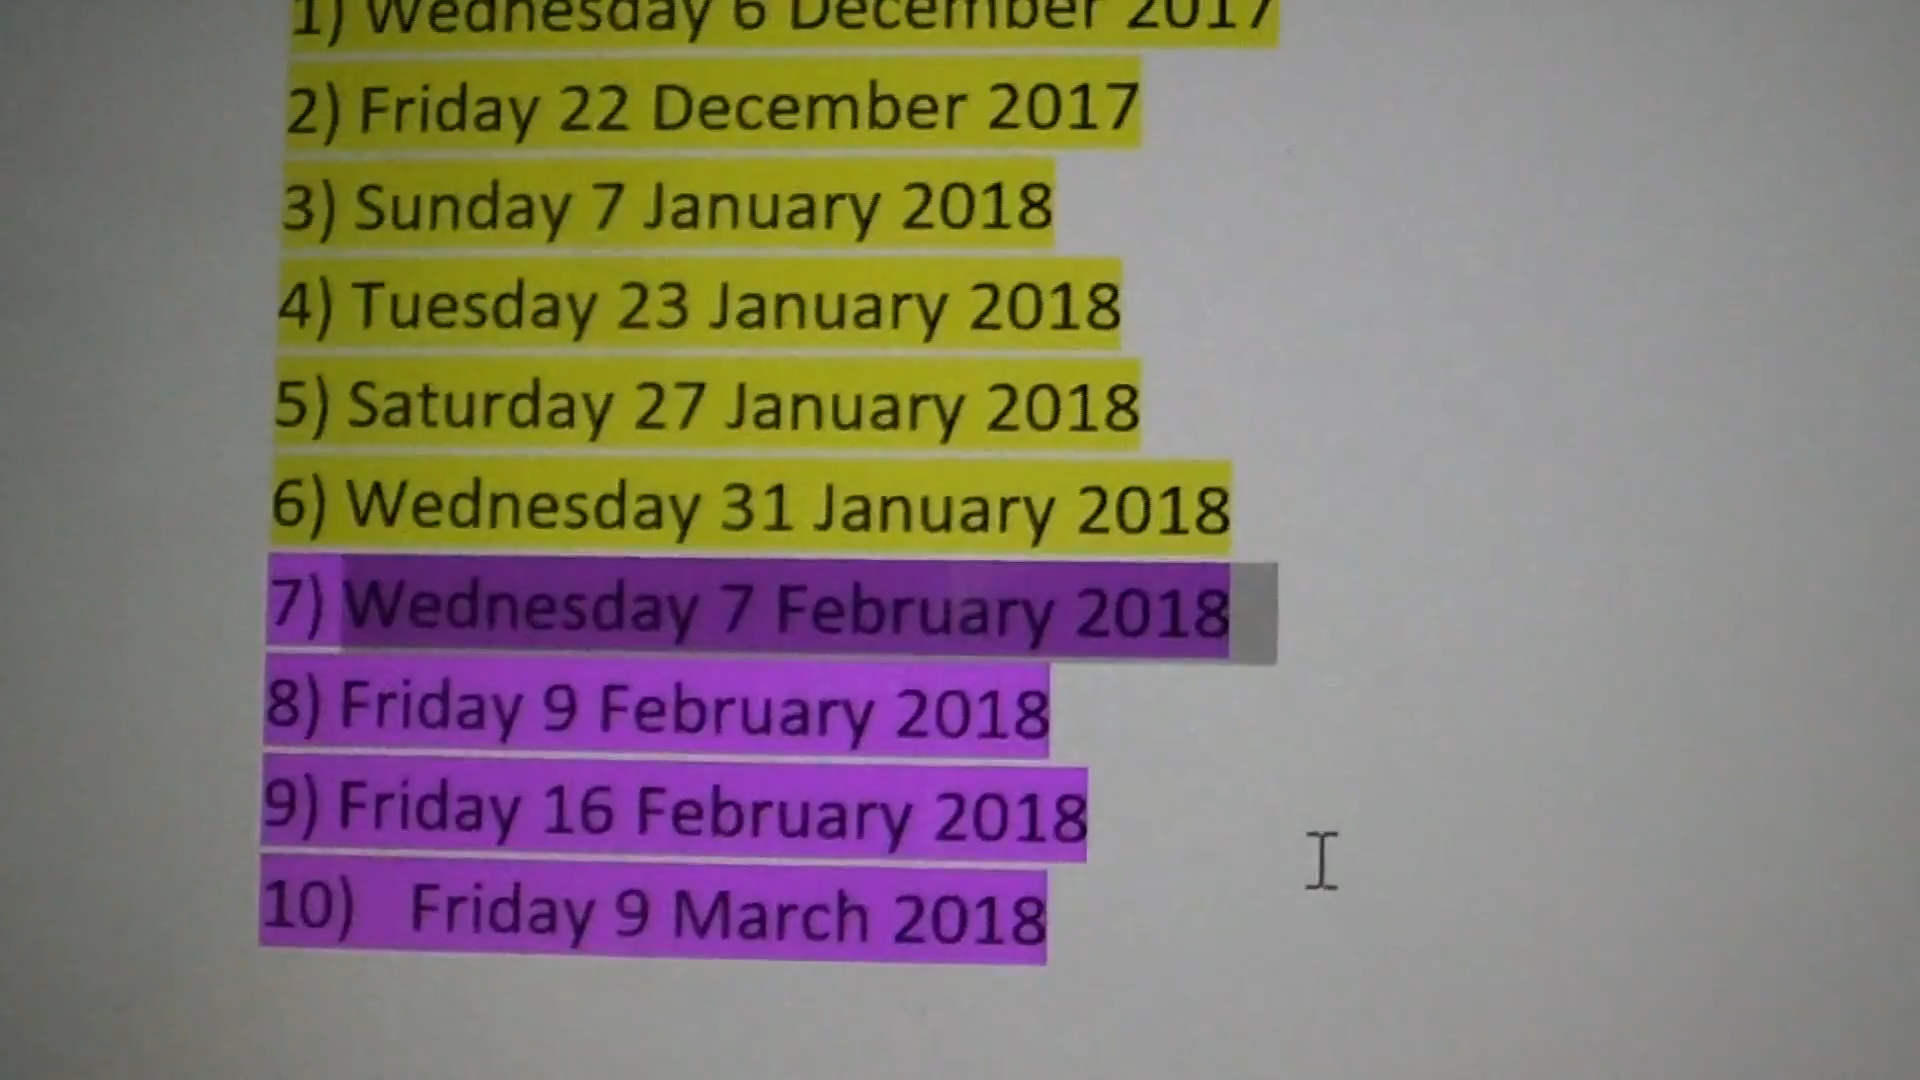 1) Wednesday 6 December 2017
2) Friday 22 December 2017
3) Sunday 7 January 2018
4) Tuesday 23 January 2018
5) Saturday 27 January 2018
6) Wednesday 31 January 2018
7) Wednesday 7 February 2018
8) Friday 9 February 2018
9) Friday 16 February 2018
10) Friday 9 March 2018